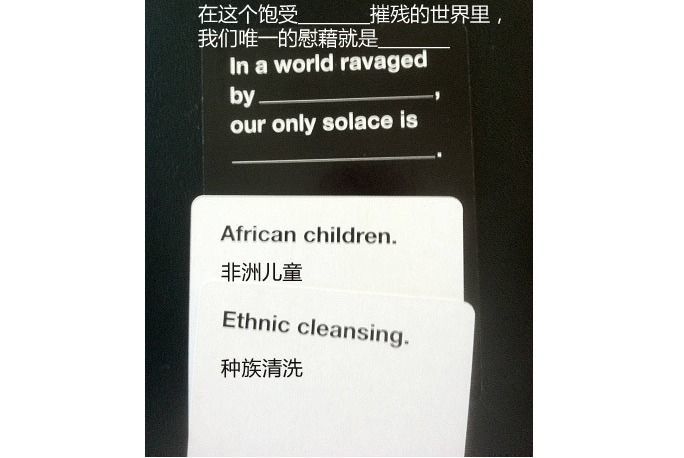 在这个饱受_______摧残的世界里，
我们唯一的慰藉就是_______
In a world ravaged
by ____________________,
our only solace is
_______________________.
African children.
非洲儿童
Ethnic cleansing.
种族清洗